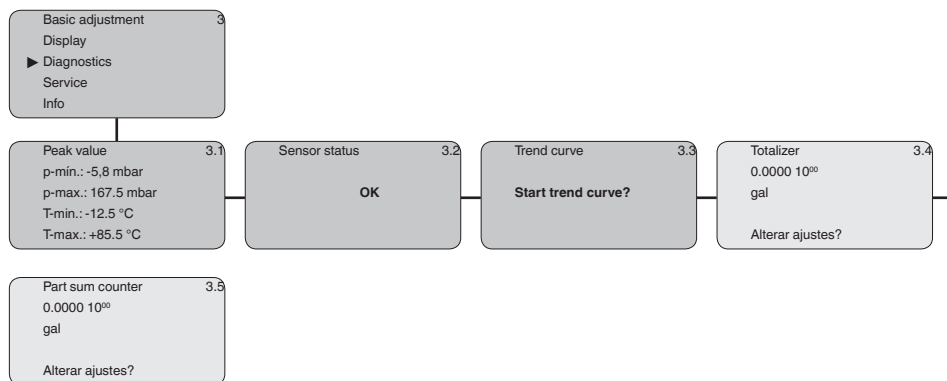 Basic adjustment 3
Display
▶ Diagnostics
Service
Info
Peak value 3.1
p-mín.: -5,8 mbar
p-max.: 167.5 mbar
T-min.: -12.5 °C
T-max.: +85.5 °C
Sensor status 3.2
OK
Trend curve 3.3
Start trend curve?
Totalizer 3.4
0.0000 10⁰⁰
gal
Alterar ajustes?
Part sum counter 3.5
0.0000 10⁰⁰
gal
Alterar ajustes?